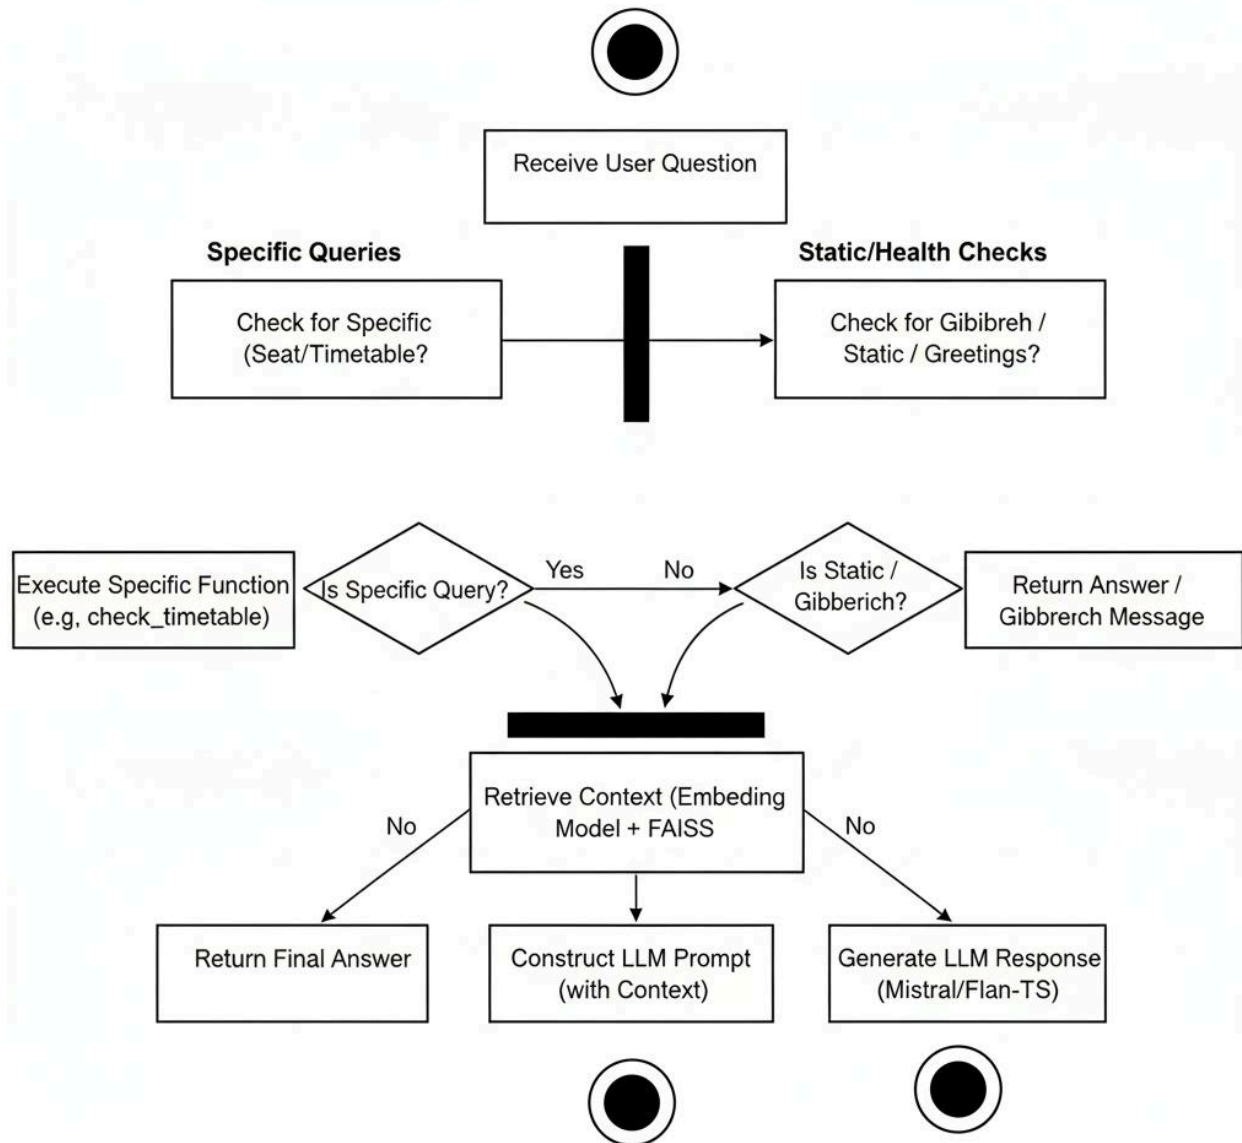 Receive User Question
Specific Queries
Static/Health Checks
Check for Specific
(Seat/Timetable?
Check for Gibibreh /
Static / Greetings?
Execute Specific Function
(e.g, check_timetable)
Is Specific Query?
Yes
No
Is Static /
Gibberich?
Return Answer /
Gibbrerch Message
Retrieve Context (Embeding
Model + FAISS
No
No
Return Final Answer
Construct LLM Prompt
(with Context)
Generate LLM Response
(Mistral/Flan-TS)